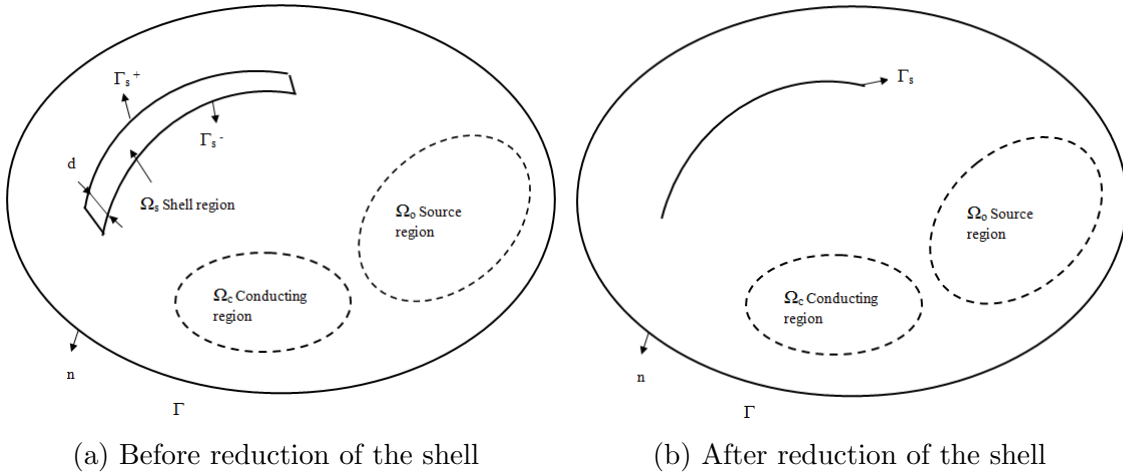 Γs+
Γs-
d
Ωs Shell region
Ωo Source
region
Ωc Conducting
region
n
Γ
(a) Before reduction of the shell
Γs
Ωo Source
region
Ωc Conducting
region
n
Γ
(b) After reduction of the shell